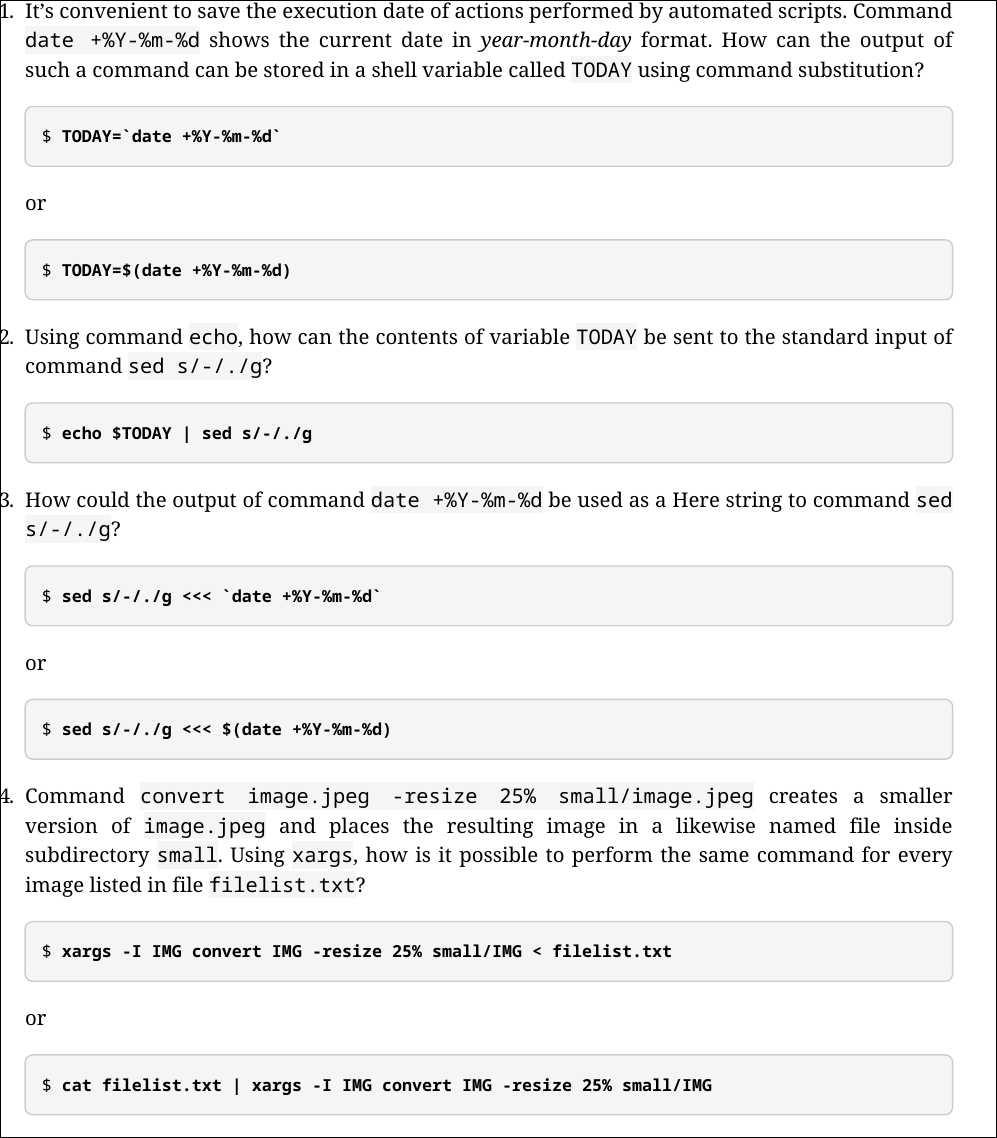 1. It’s convenient to save the execution date of actions performed by automated scripts. Command
date +%Y-%m-%d shows the current date in year-month-day format. How can the output of
such a command can be stored in a shell variable called TODAY using command substitution?
$ TODAY=`date +%Y-%m-%d`
or
$ TODAY=$(date +%Y-%m-%d)
2. Using command echo, how can the contents of variable TODAY be sent to the standard input of
command sed s/-/./g?
$ echo $TODAY | sed s/-/./g
3. How could the output of command date +%Y-%m-%d be used as a Here string to command sed
s/-/./g?
$ sed s/-/./g <<< `date +%Y-%m-%d`
or
$ sed s/-/./g <<< $(date +%Y-%m-%d)
4. Command convert image.jpeg -resize 25% small/image.jpeg creates a smaller
version of image.jpeg and places the resulting image in a likewise named file inside
subdirectory small. Using xargs, how is it possible to perform the same command for every
image listed in file filelist.txt?
$ xargs -I IMG convert IMG -resize 25% small/IMG < filelist.txt
or
$ cat filelist.txt | xargs -I IMG convert IMG -resize 25% small/IMG